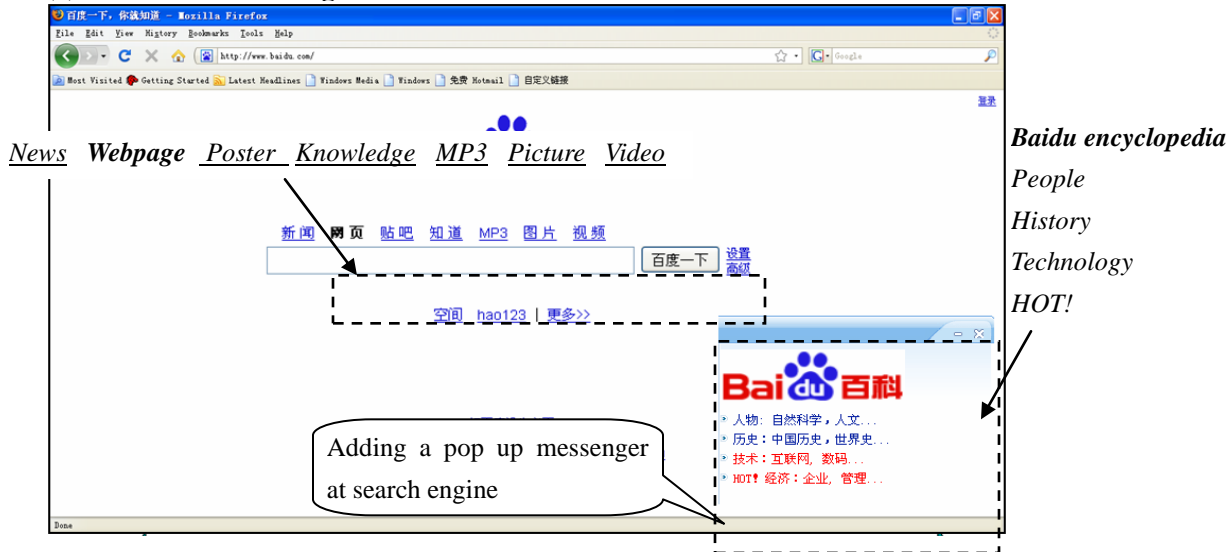 百度一下，你就知道 - Mozilla Firefox
File Edit View History Bookmarks Tools Help
http://www.baidu.com/
Google
Most Visited Getting Started Latest Headlines Windows Media Windows 免费 Hotmail 自定义链接
登录
News Webpage Poster Knowledge MP3 Picture Video
Baidu encyclopedia
People
History
Technology
HOT!
新闻 网页 贴吧 知道 MP3 图片 视频
百度一下
设置
高级
空间 hao123 | 更多>>
Bai du 百科
人物: 自然科学, 人文...
历史: 中国历史, 世界史...
技术: 互联网, 数码...
HOT! 经济: 企业, 管理...
Adding a pop up messenger
at search engine
Done